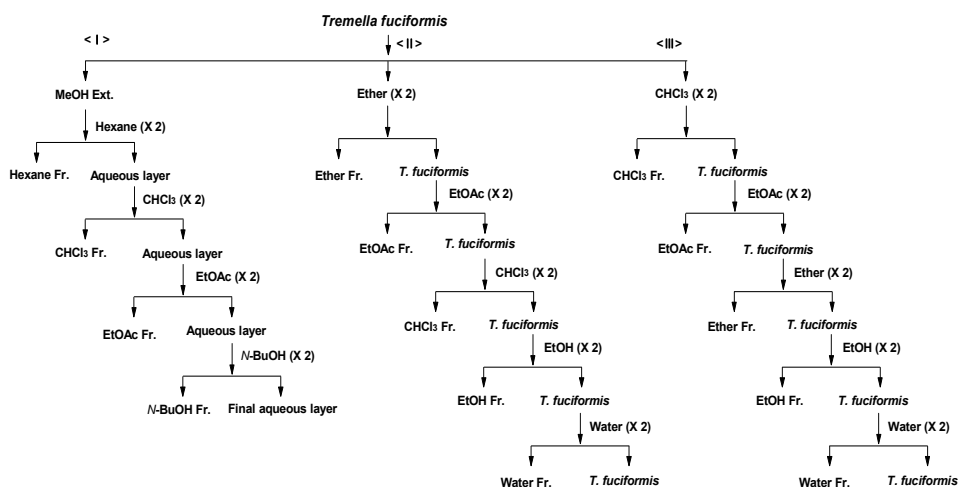 Tremella fuciformis
< I >
< II >
< III >
MeOH Ext.
Ether (X 2)
CHCl3 (X 2)
Hexane (X 2)
Hexane Fr.
Aqueous layer
Ether Fr.
T. fuciformis
CHCl3 Fr.
T. fuciformis
CHCl3 (X 2)
EtOAc (X 2)
EtOAc (X 2)
CHCl3 Fr.
Aqueous layer
EtOAc Fr.
T. fuciformis
EtOAc Fr.
T. fuciformis
EtOAc (X 2)
CHCl3 (X 2)
Ether (X 2)
EtOAc Fr.
Aqueous layer
CHCl3 Fr.
T. fuciformis
Ether Fr.
T. fuciformis
N-BuOH (X 2)
EtOH (X 2)
EtOH (X 2)
N-BuOH Fr.
Final aqueous layer
EtOH Fr.
T. fuciformis
EtOH Fr.
T. fuciformis
Water (X 2)
Water (X 2)
Water Fr.
T. fuciformis
Water Fr.
T. fuciformis